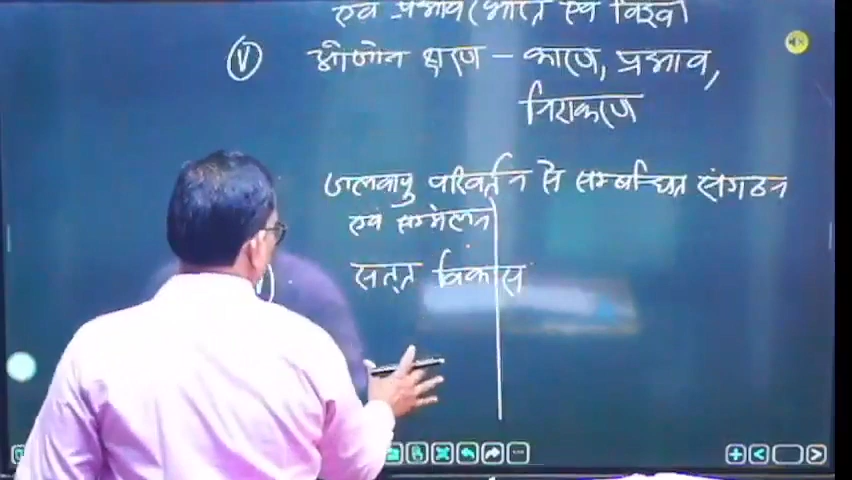 एवं प्रभाव (भारत एवं विश्व)
(V) ओजोन क्षरण - कारण, प्रभाव,
निराकरण
जलवायु परिवर्तन से सम्बन्धित संगठन
एवं सम्मेलन
सतत् विकास